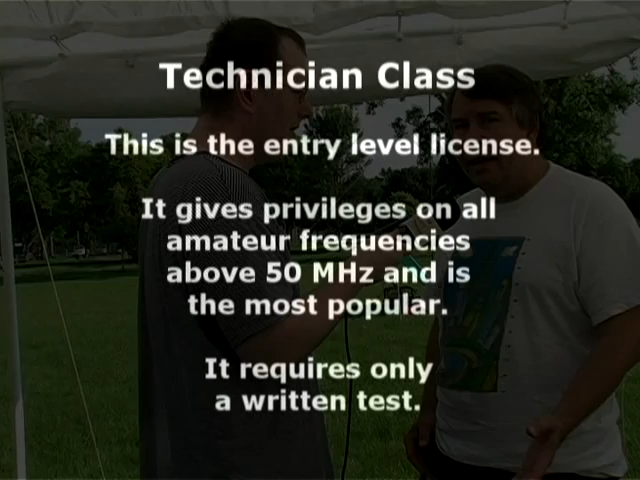 Technician Class
This is the entry level license.
It gives privileges on all
amateur frequencies
above 50 MHz and is
the most popular.
It requires only
a written test.